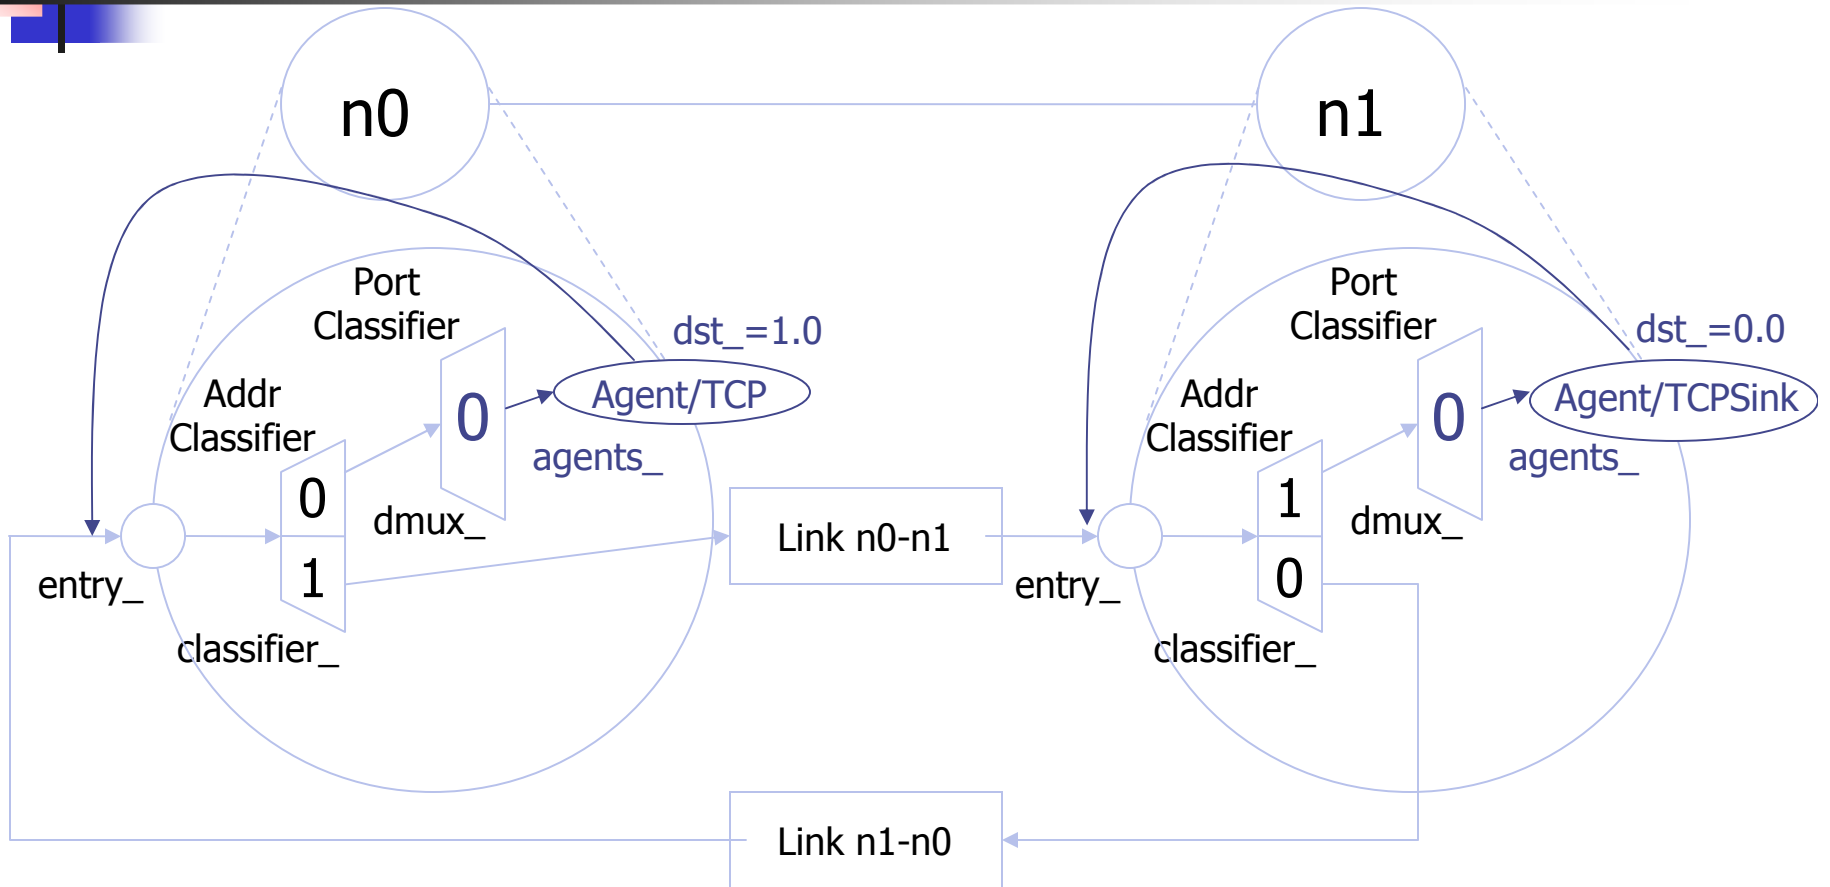 n0
n1
Port
Classifier
dst_=1.0
Addr
Classifier
0
Agent/TCP
agents_
0
1
dmux_
entry_
classifier_
Link n0-n1
Port
Classifier
dst_=0.0
Addr
Classifier
0
Agent/TCPSink
agents_
1
0
dmux_
entry_
classifier_
Link n1-n0